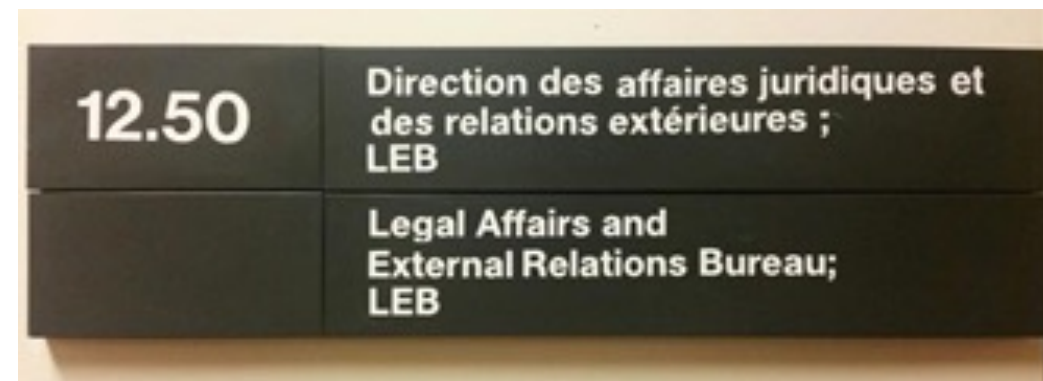 12.50
Direction des affaires juridiques et
des relations extérieures ;
LEB
Legal Affairs and
External Relations Bureau;
LEB